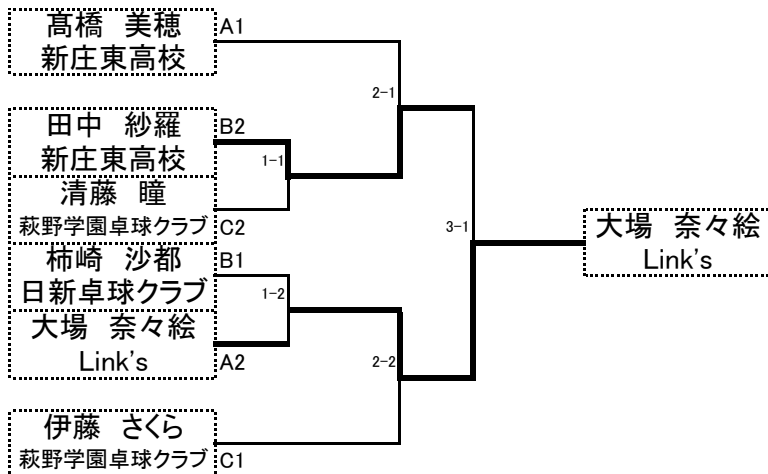 髙橋　美穂
新庄東高校
A1
2-1
田中　紗羅
新庄東高校
B2
1-1
清藤　瞳
萩野学園卓球クラブ
C2
3-1
大場　奈々絵
Link's
柿崎　沙都
日新卓球クラブ
B1
1-2
大場　奈々絵
Link's
A2
2-2
伊藤　さくら
萩野学園卓球クラブ
C1